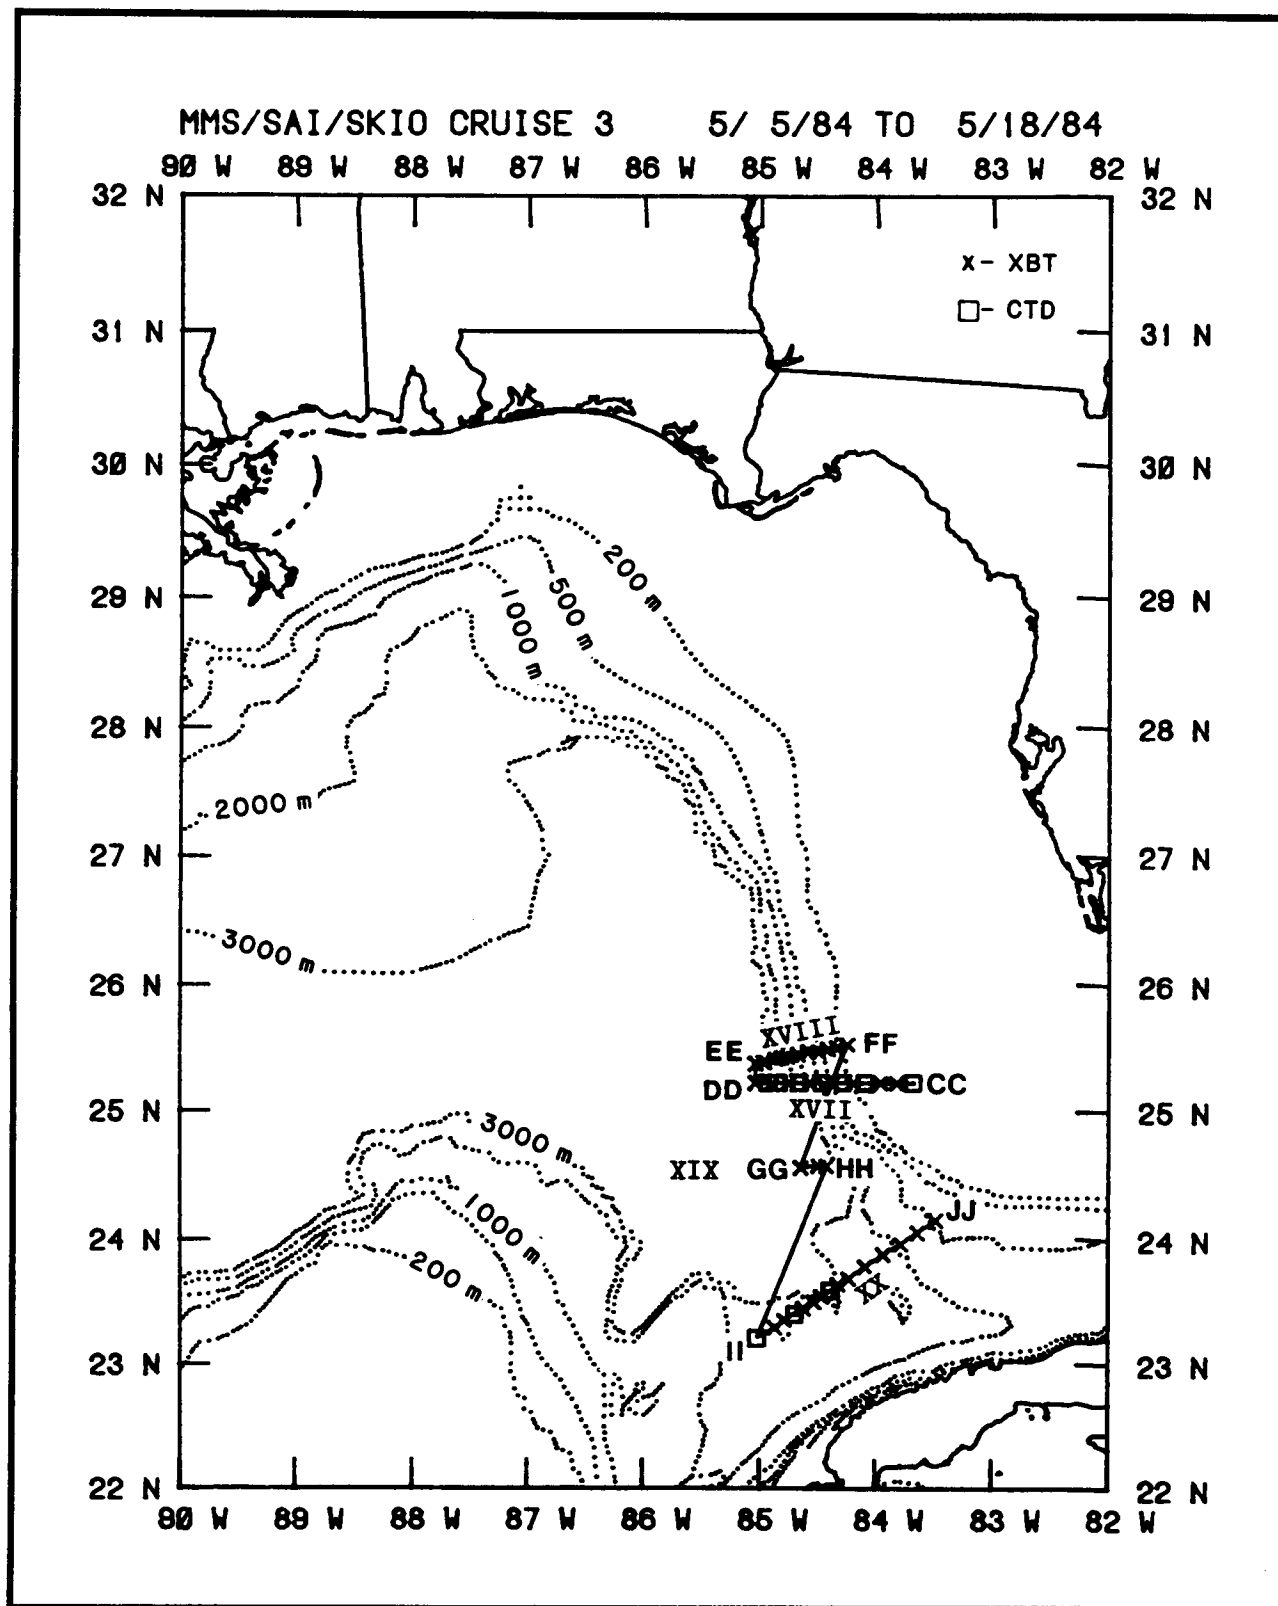 MMS/SAI/SKIO CRUISE 3 5/ 5/84 TO 5/18/84
90 W 89 W 88 W 87 W 86 W 85 W 84 W 83 W 82 W
32 N 32 N
x- XBT
□- CTD
31 N 31 N
30 N 30 N
200 m
500 m
1000 m
29 N 29 N
28 N 28 N
2000 m
27 N 27 N
3000 m
26 N 26 N
XVIII
EE FF
DD CC
25 N XVII 25 N
3000 m
XIX GG HH
1000 m
JJ
24 N 24 N
200 m
XX
II
23 N 23 N
22 N 22 N
90 W 89 W 88 W 87 W 86 W 85 W 84 W 83 W 82 W